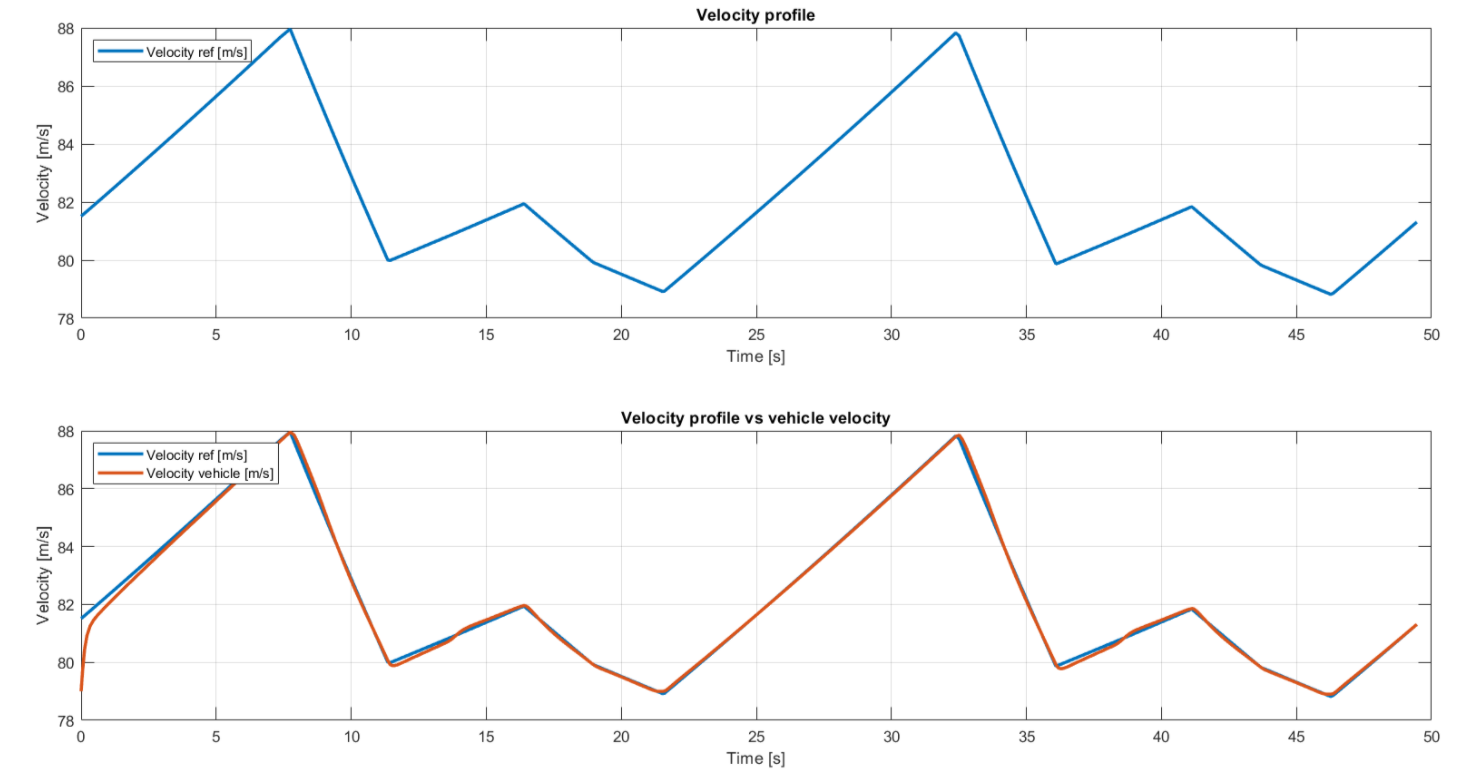 Velocity profile
Velocity ref [m/s]
Velocity [m/s]
88
86
84
82
80
78
0 5 10 15 20 25 30 35 40 45 50
Time [s]
Velocity profile vs vehicle velocity
Velocity ref [m/s]
Velocity vehicle [m/s]
Velocity [m/s]
88
86
84
82
80
78
0 5 10 15 20 25 30 35 40 45 50
Time [s]